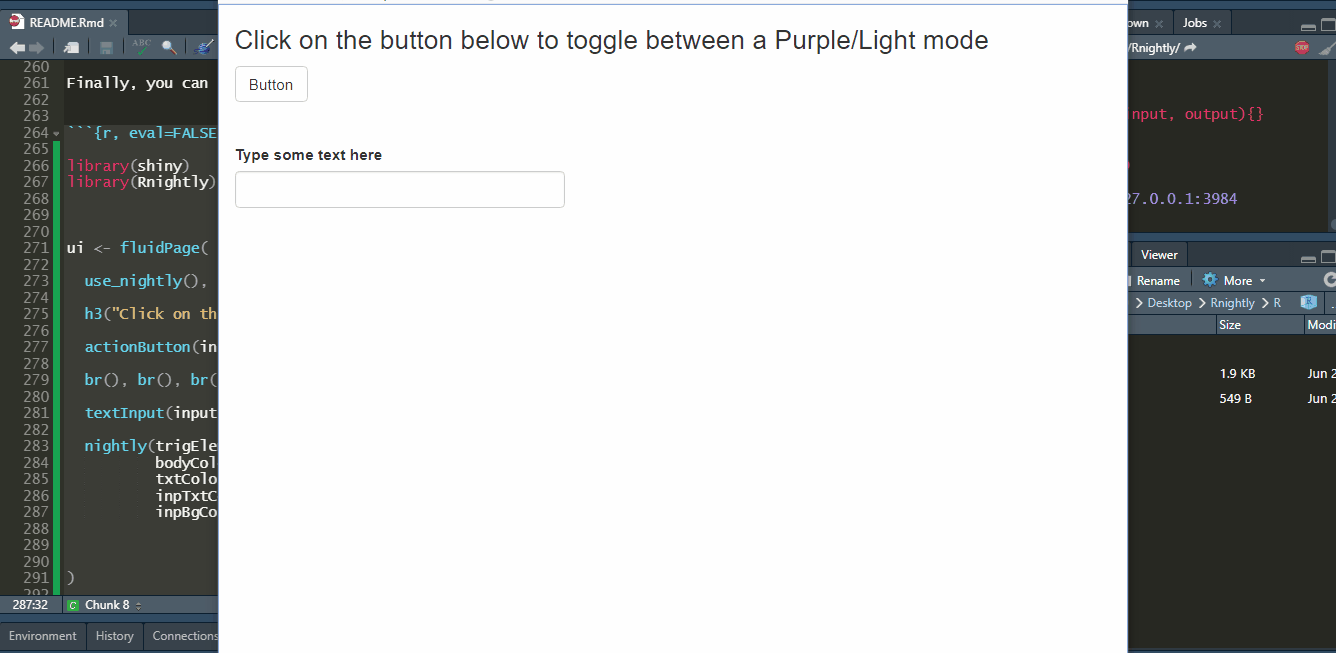 README.Rmd
ABC
260
261 Finally, you can
262
263
264 ```{r, eval=FALSE
265
266 library(shiny)
267 library(Rnightly)
268
269
270
271 ui <- fluidPage(
272
273 use_nightly(),
274
275 h3("Click on th
276
277 actionButton(in
278
279 br(), br(), br(
280
281 textInput(input
282
283 nightly(trigEle
284 bodyCol
285 txtColo
286 inpTxtC
287 inpBgCo
288
289
290
291 )
292
287:32 C Chunk 8
Environment History Connections
Click on the button below to toggle between a Purple/Light mode
Button
Type some text here
own Jobs
/Rnightly/ STOP
nput, output){}
)
27.0.0.1:3984
Viewer
Rename More
Desktop Rnightly R R
Size Modi
1.9 KB Jun 2
549 B Jun 2